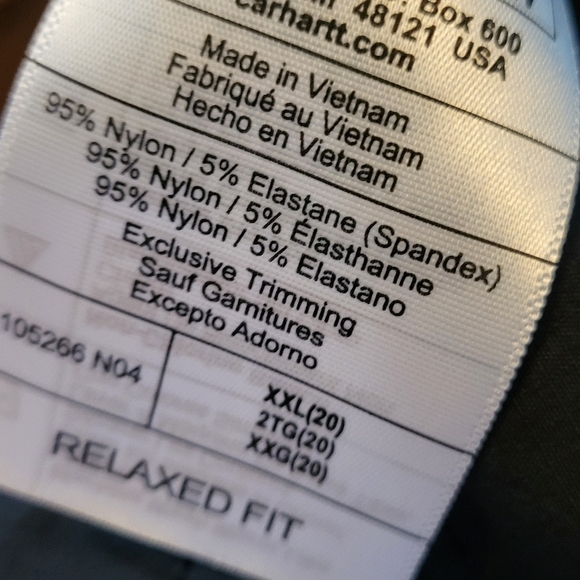 Box 600
48121 USA
carhartt.com
Made in Vietnam
Fabriqué au Vietnam
Hecho en Vietnam
95% Nylon / 5% Elastane (Spandex)
95% Nylon / 5% Élasthanne
95% Nylon / 5% Elastano
Exclusive Trimming
Sauf Garnitures
Excepto Adorno
105266 N04
XXL(20)
2TG(20)
XXG(20)
RELAXED FIT